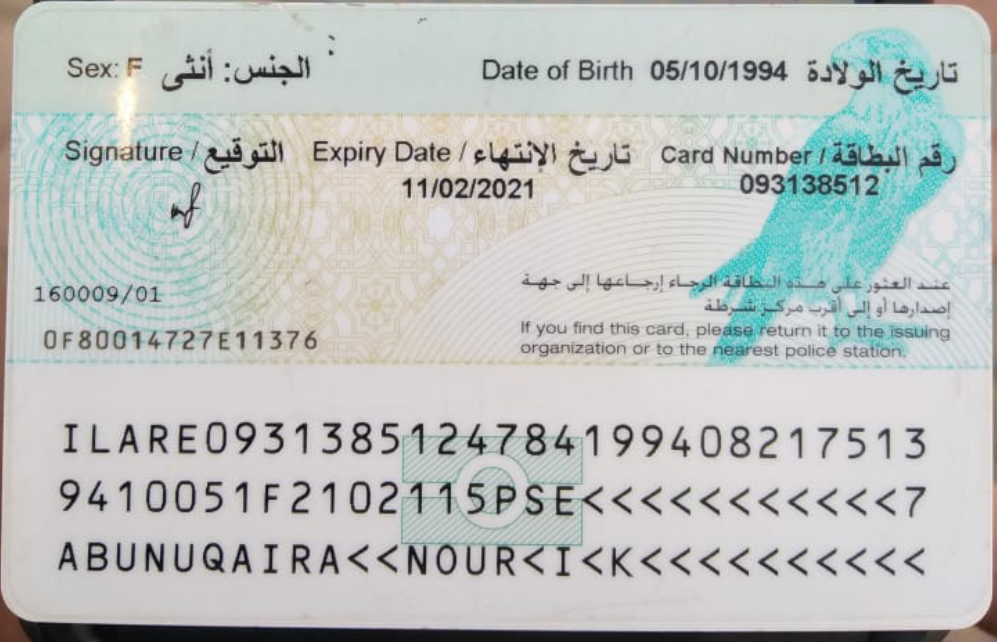 Sex: F الجنس: أنثى Date of Birth 05/10/1994 تاريخ الولادة
Signature / التوقيع Expiry Date / تاريخ الإنتهاء Card Number / رقم البطاقة
11/02/2021 093138512
160009/01
عند العثور على هذه البطاقة الرجاء إرجاعها إلى جهة
إصدارها أو إلى أقرب مركز شرطة
If you find this card, please return it to the issuing
0F80014727E11376
organization or to the nearest police station.
ILARE0931385124784199408217513
9410051F2102115PSE<<<<<<<<<<<7
ABUNUQAIRA<<NOUR<I<K<<<<<<<<<<